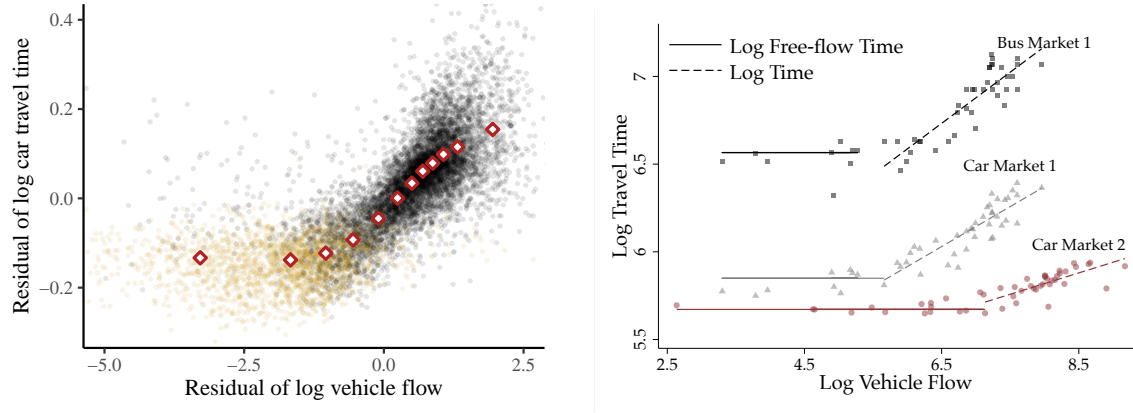 0.4
0.2
0.0
−0.2
−5.0
−2.5
0.0
2.5
Residual of log car travel time
Residual of log vehicle flow
Log Free-flow Time
Log Time
Bus Market 1
Car Market 1
Car Market 2
7
6.5
6
5.5
2.5
4.5
6.5
8.5
Log Travel Time
Log Vehicle Flow